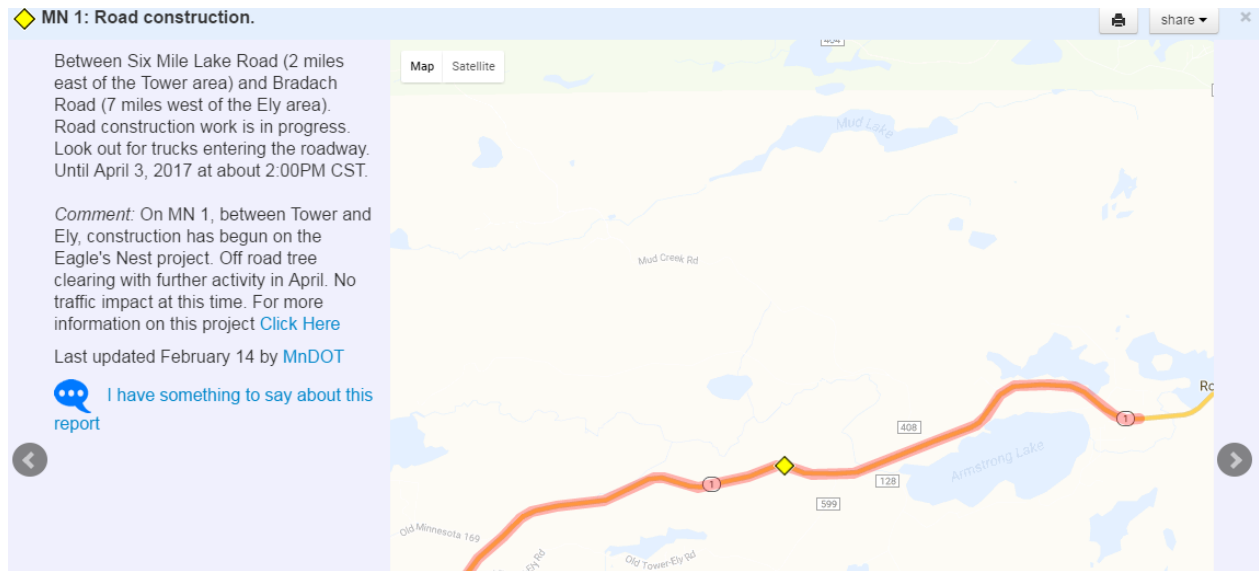 MN 1: Road construction.
share
×
Between Six Mile Lake Road (2 miles
east of the Tower area) and Bradach
Road (7 miles west of the Ely area).
Road construction work is in progress.
Look out for trucks entering the roadway.
Until April 3, 2017 at about 2:00PM CST.
Comment: On MN 1, between Tower and
Ely, construction has begun on the
Eagle's Nest project. Off road tree
clearing with further activity in April. No
traffic impact at this time. For more
information on this project Click Here
Last updated February 14 by MnDOT
I have something to say about this
report
Map Satellite
Mud Lake
Mud Creek Rd
1
408
Armstrong Lake
128
1
599
Old Minnesota 169
Old Tower-Ely Rd